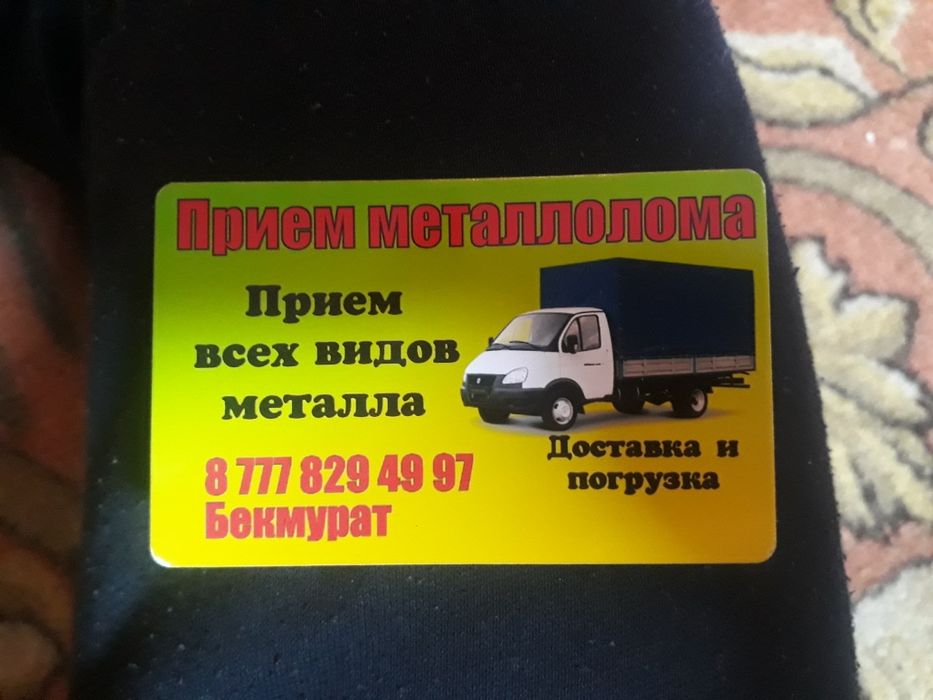 Прием металлолома
Прием
всех видов
металла
Доставка и
погрузка
8 777 829 49 97
Бекмурат